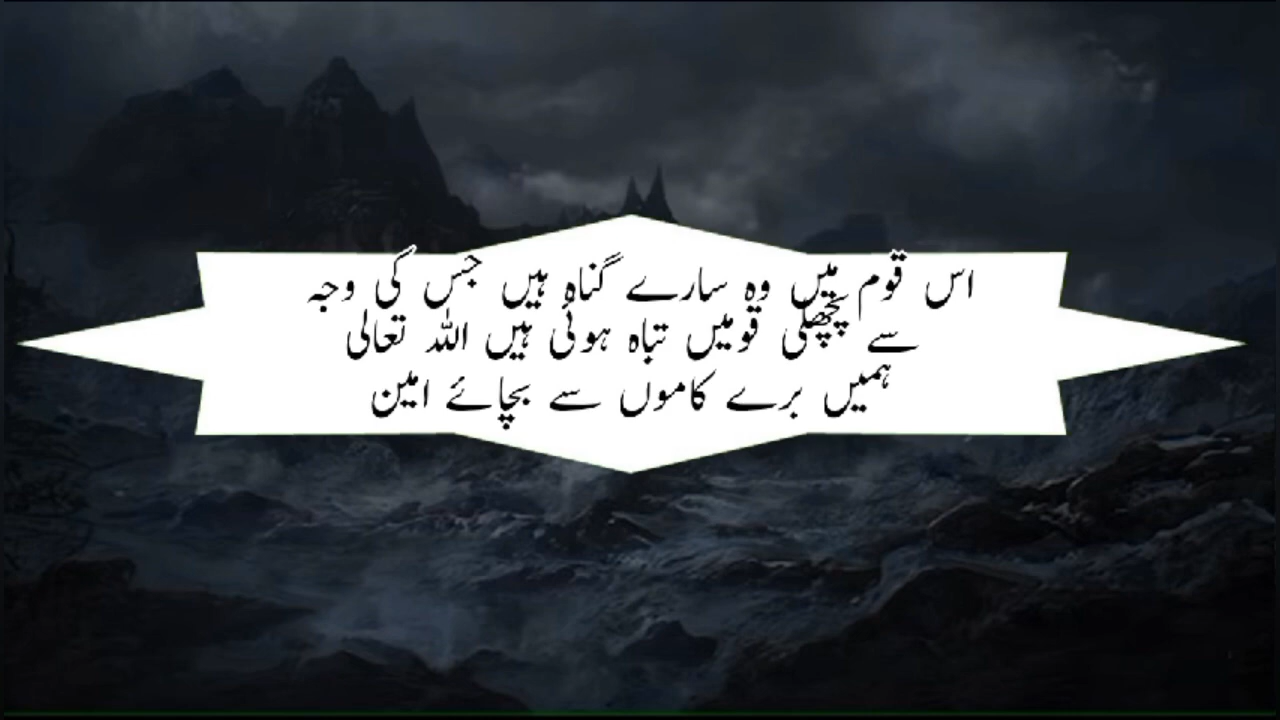 اس قوم میں وہ سارے گناہ ہیں جس کی وجہ
سے پچھلی قومیں تباہ ہوئی ہیں اللہ تعالی
ہمیں برے کاموں سے بچائے امین